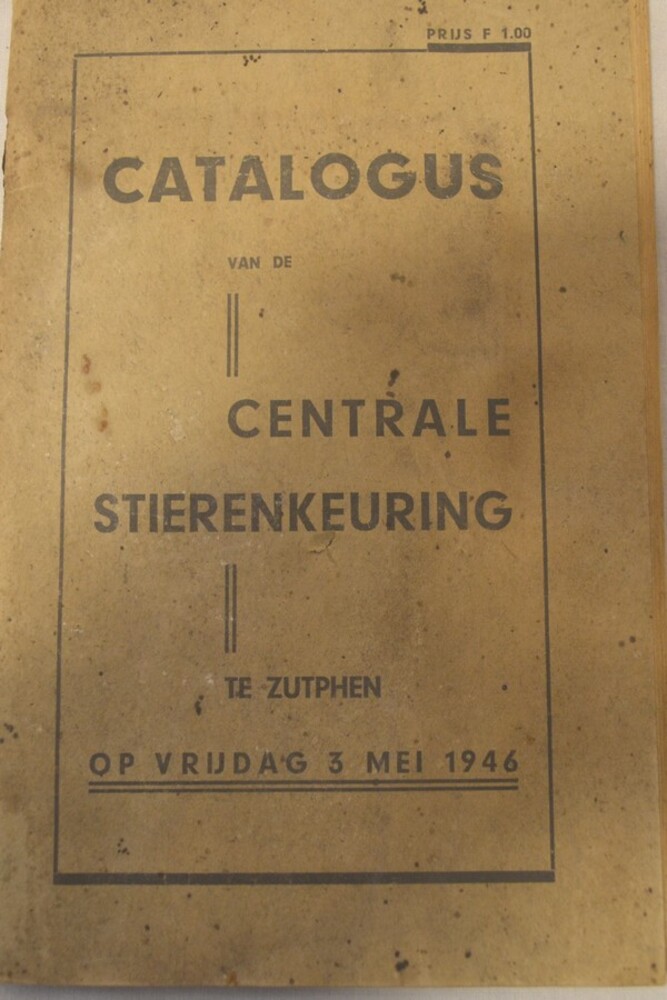 PRIJS F 1.00
CATALOGUS
VAN DE
CENTRALE
STIERENKEURING
TE ZUTPHEN
OP VRIJDAG 3 MEI 1946